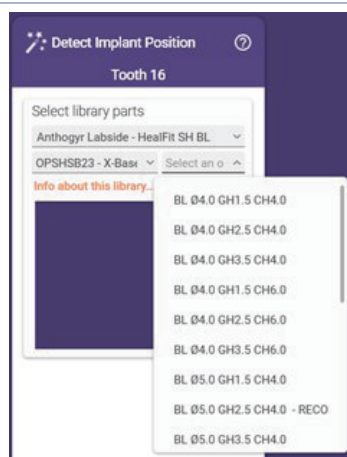 Detect Implant Position
Tooth 16
Select library parts
Anthogyr Labside - HealFit SH BL
OPSHSB23 - X-Base Select an o
Info about this library...
BL Ø4.0 GH1.5 CH4.0
BL Ø4.0 GH2.5 CH4.0
BL Ø4.0 GH3.5 CH4.0
BL Ø4.0 GH1.5 CH6.0
BL Ø4.0 GH2.5 CH6.0
BL Ø4.0 GH3.5 CH6.0
BL Ø5.0 GH1.5 CH4.0
BL Ø5.0 GH2.5 CH4.0 - RECO
BL Ø5.0 GH3.5 CH4.0